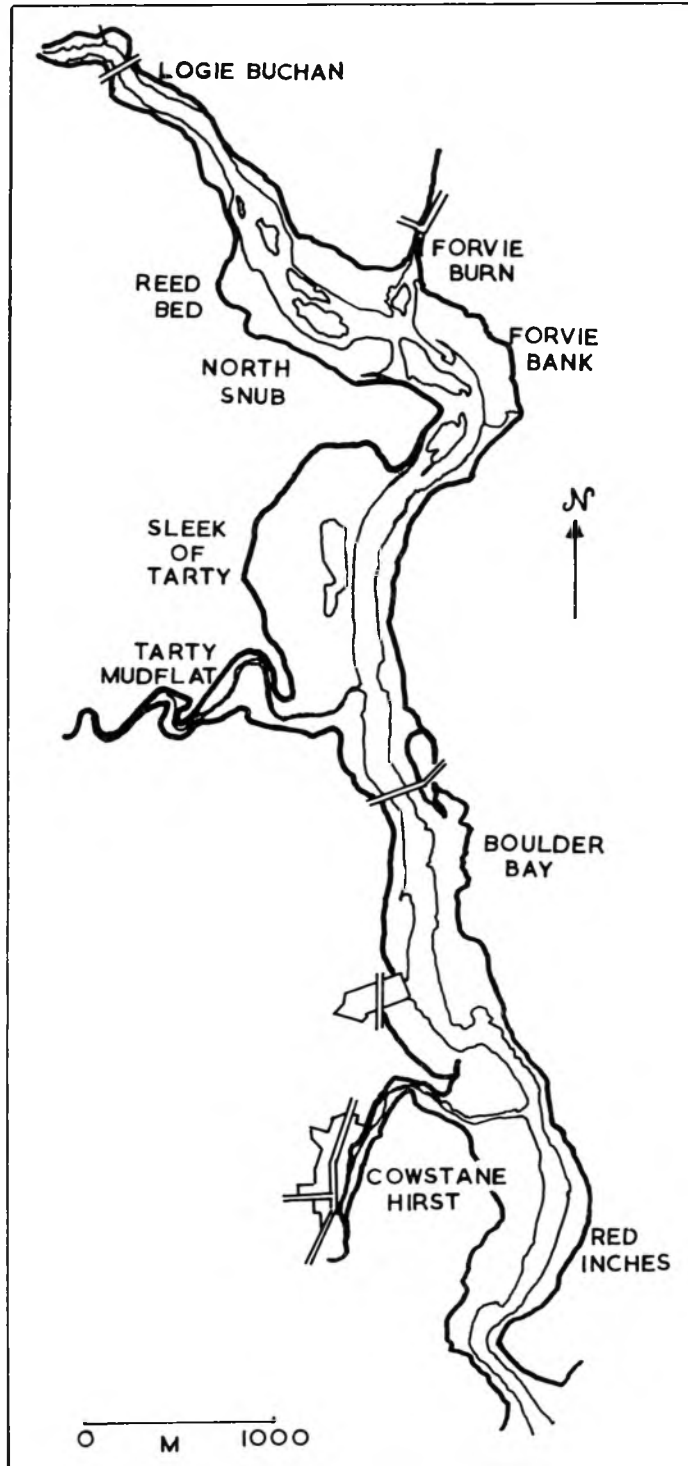 LOGIE BUCHAN
FORVIE
BURN
REED
BED
FORVIE
BANK
NORTH
SNUB
N
SLEEK
OF
TARTY
TARTY
MUDFLAT
BOULDER
BAY
COWSTANE
HIRST
RED
INCHES
0 M 1000